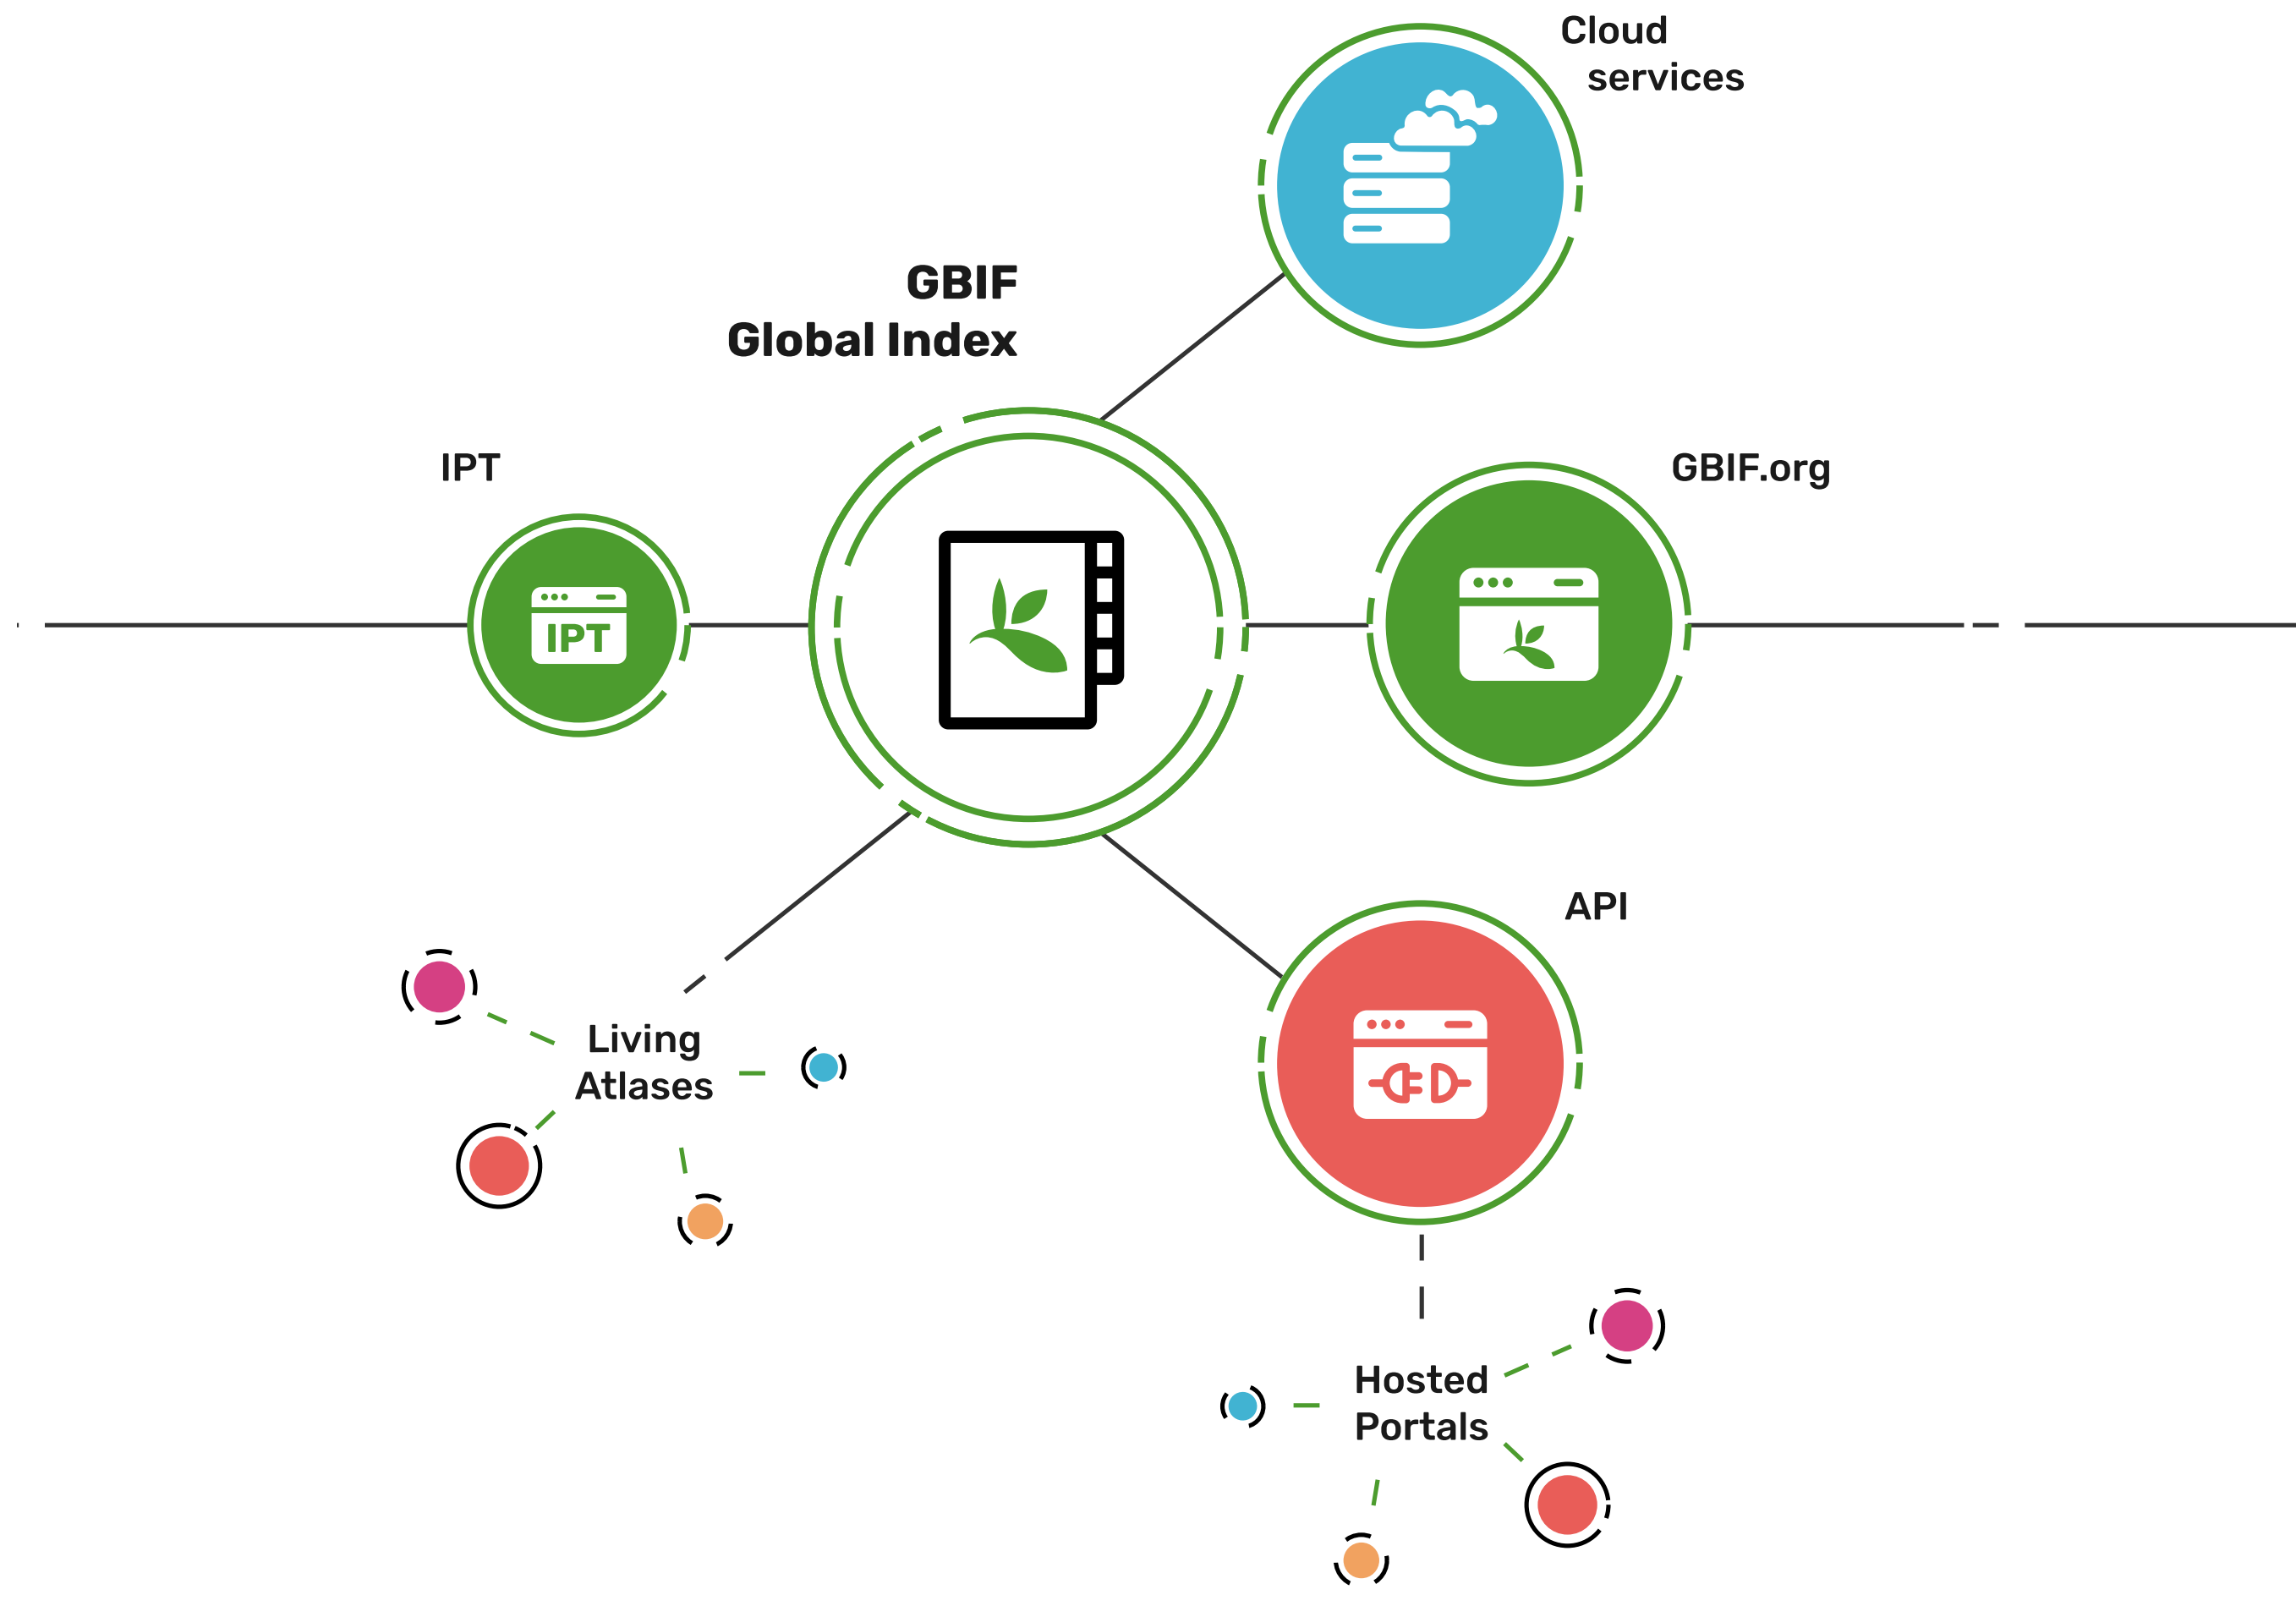 Cloud
services
GBIF
Global Index
IPT
GBIF.org
IPT
API
Living
Atlases
Hosted
Portals